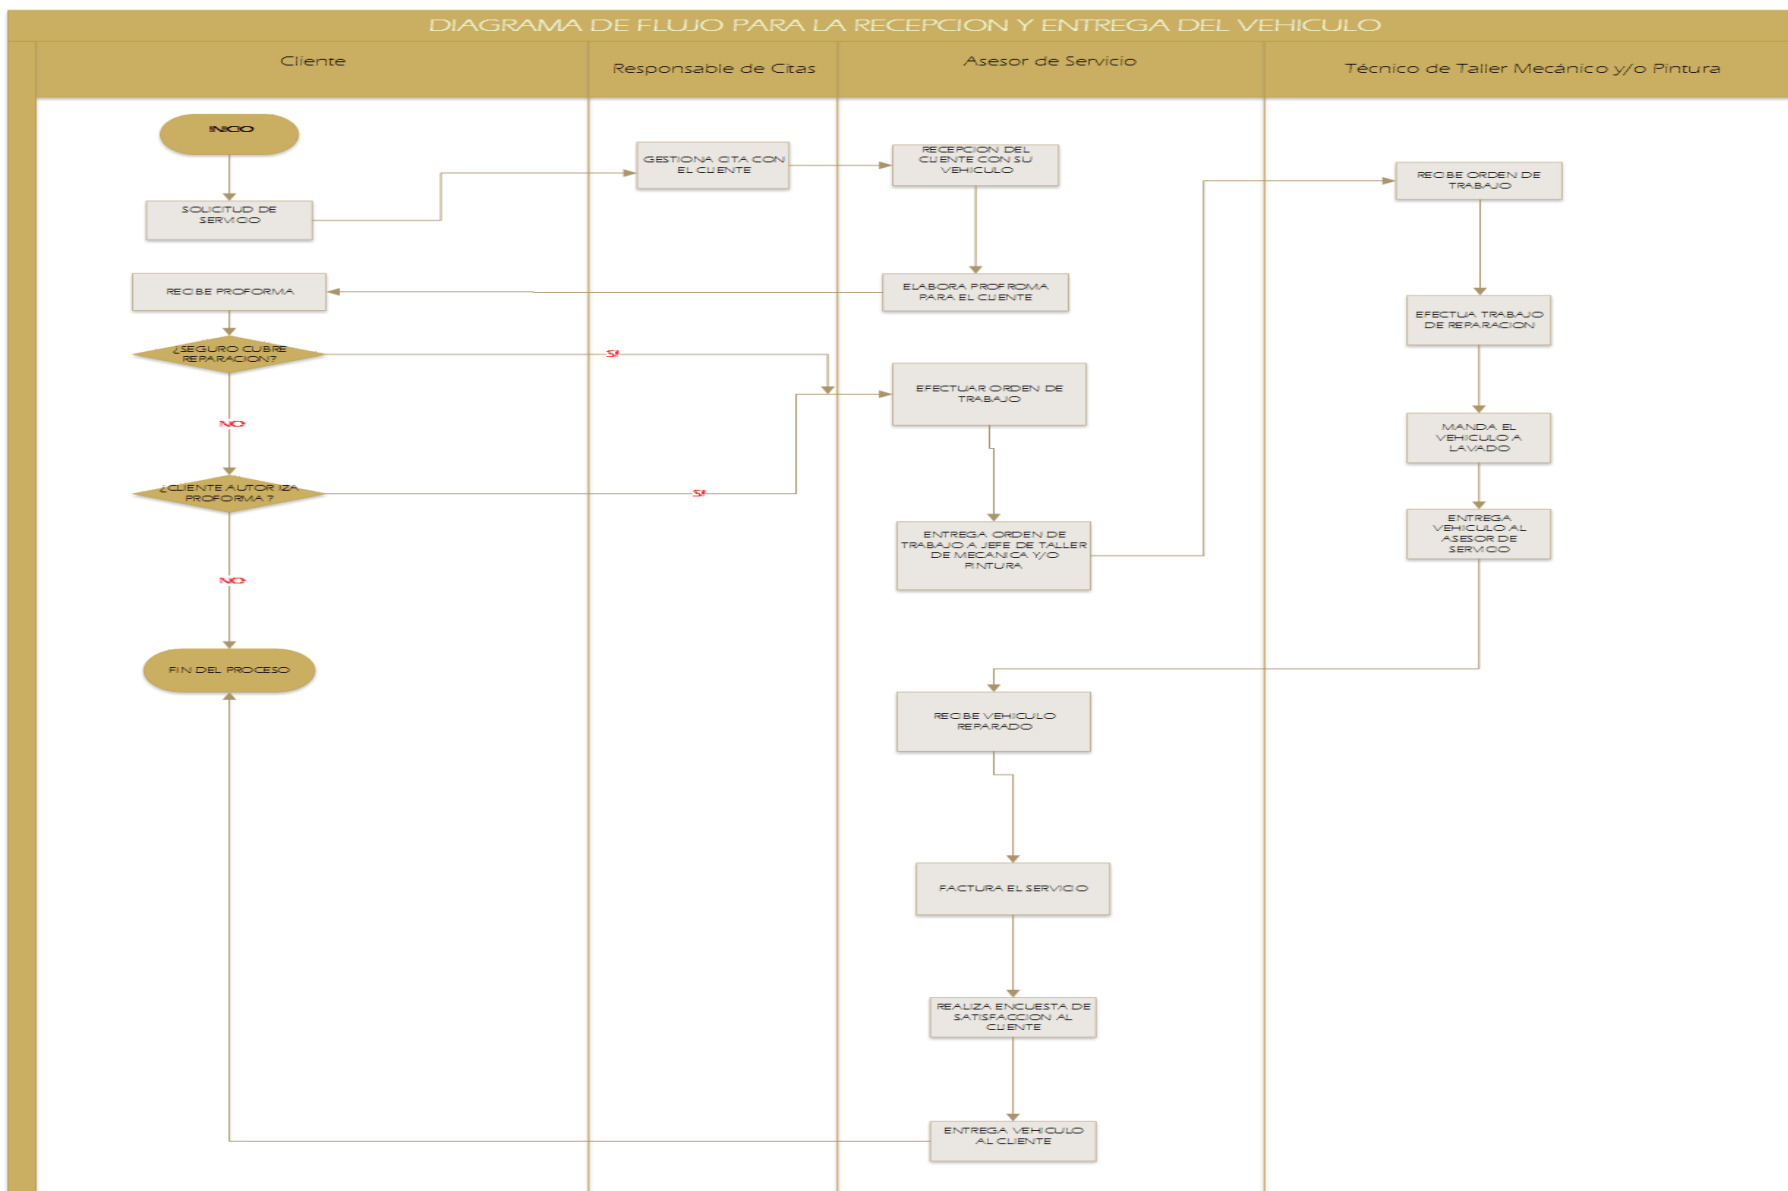 DIAGRAMA DE FLUJO PARA LA RECEPCION Y ENTREGA DEL VEHICULO
Cliente
Responsable de Citas
Asesor de Servicio
Técnico de Taller Mecánico y/o Pintura
INICIO
SOLICITUD DE
SERVICIO
GESTIONA CITA CON
EL CLIENTE
RECEPCION DEL
CLIENTE CON SU
VEHICULO
ELABORA PROFROMA
PARA EL CLIENTE
RECIBE PROFORMA
¿SEGURO CUBRE
REPARACION?
SI
NO
¿CLIENTE AUTORIZA
PROFORMA ?
SI
NO
FIN DEL PROCESO
EFECTUAR ORDEN DE
TRABAJO
ENTREGA ORDEN DE
TRABAJO A JEFE DE TALLER
DE MECANICA Y/O
PINTURA
RECIBE ORDEN DE
TRABAJO
EFECTUA TRABAJO
DE REPARACION
MANDA EL
VEHICULO A
LAVADO
ENTREGA
VEHICULO AL
ASESOR DE
SERVICIO
RECIBE VEHICULO
REPARADO
FACTURA EL SERVICIO
REALIZA ENCUESTA DE
SATISFACCION AL
CLIENTE
ENTREGA VEHICULO
AL CLIENTE